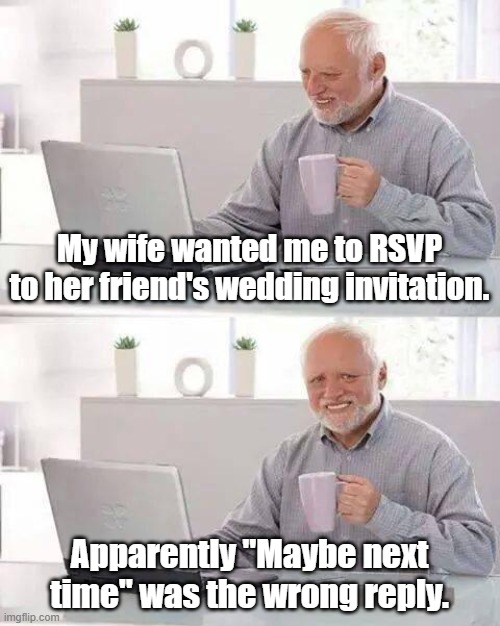 My wife wanted me to RSVP
to her friend's wedding invitation.
Apparently "Maybe next
time" was the wrong reply.
imgflip.com